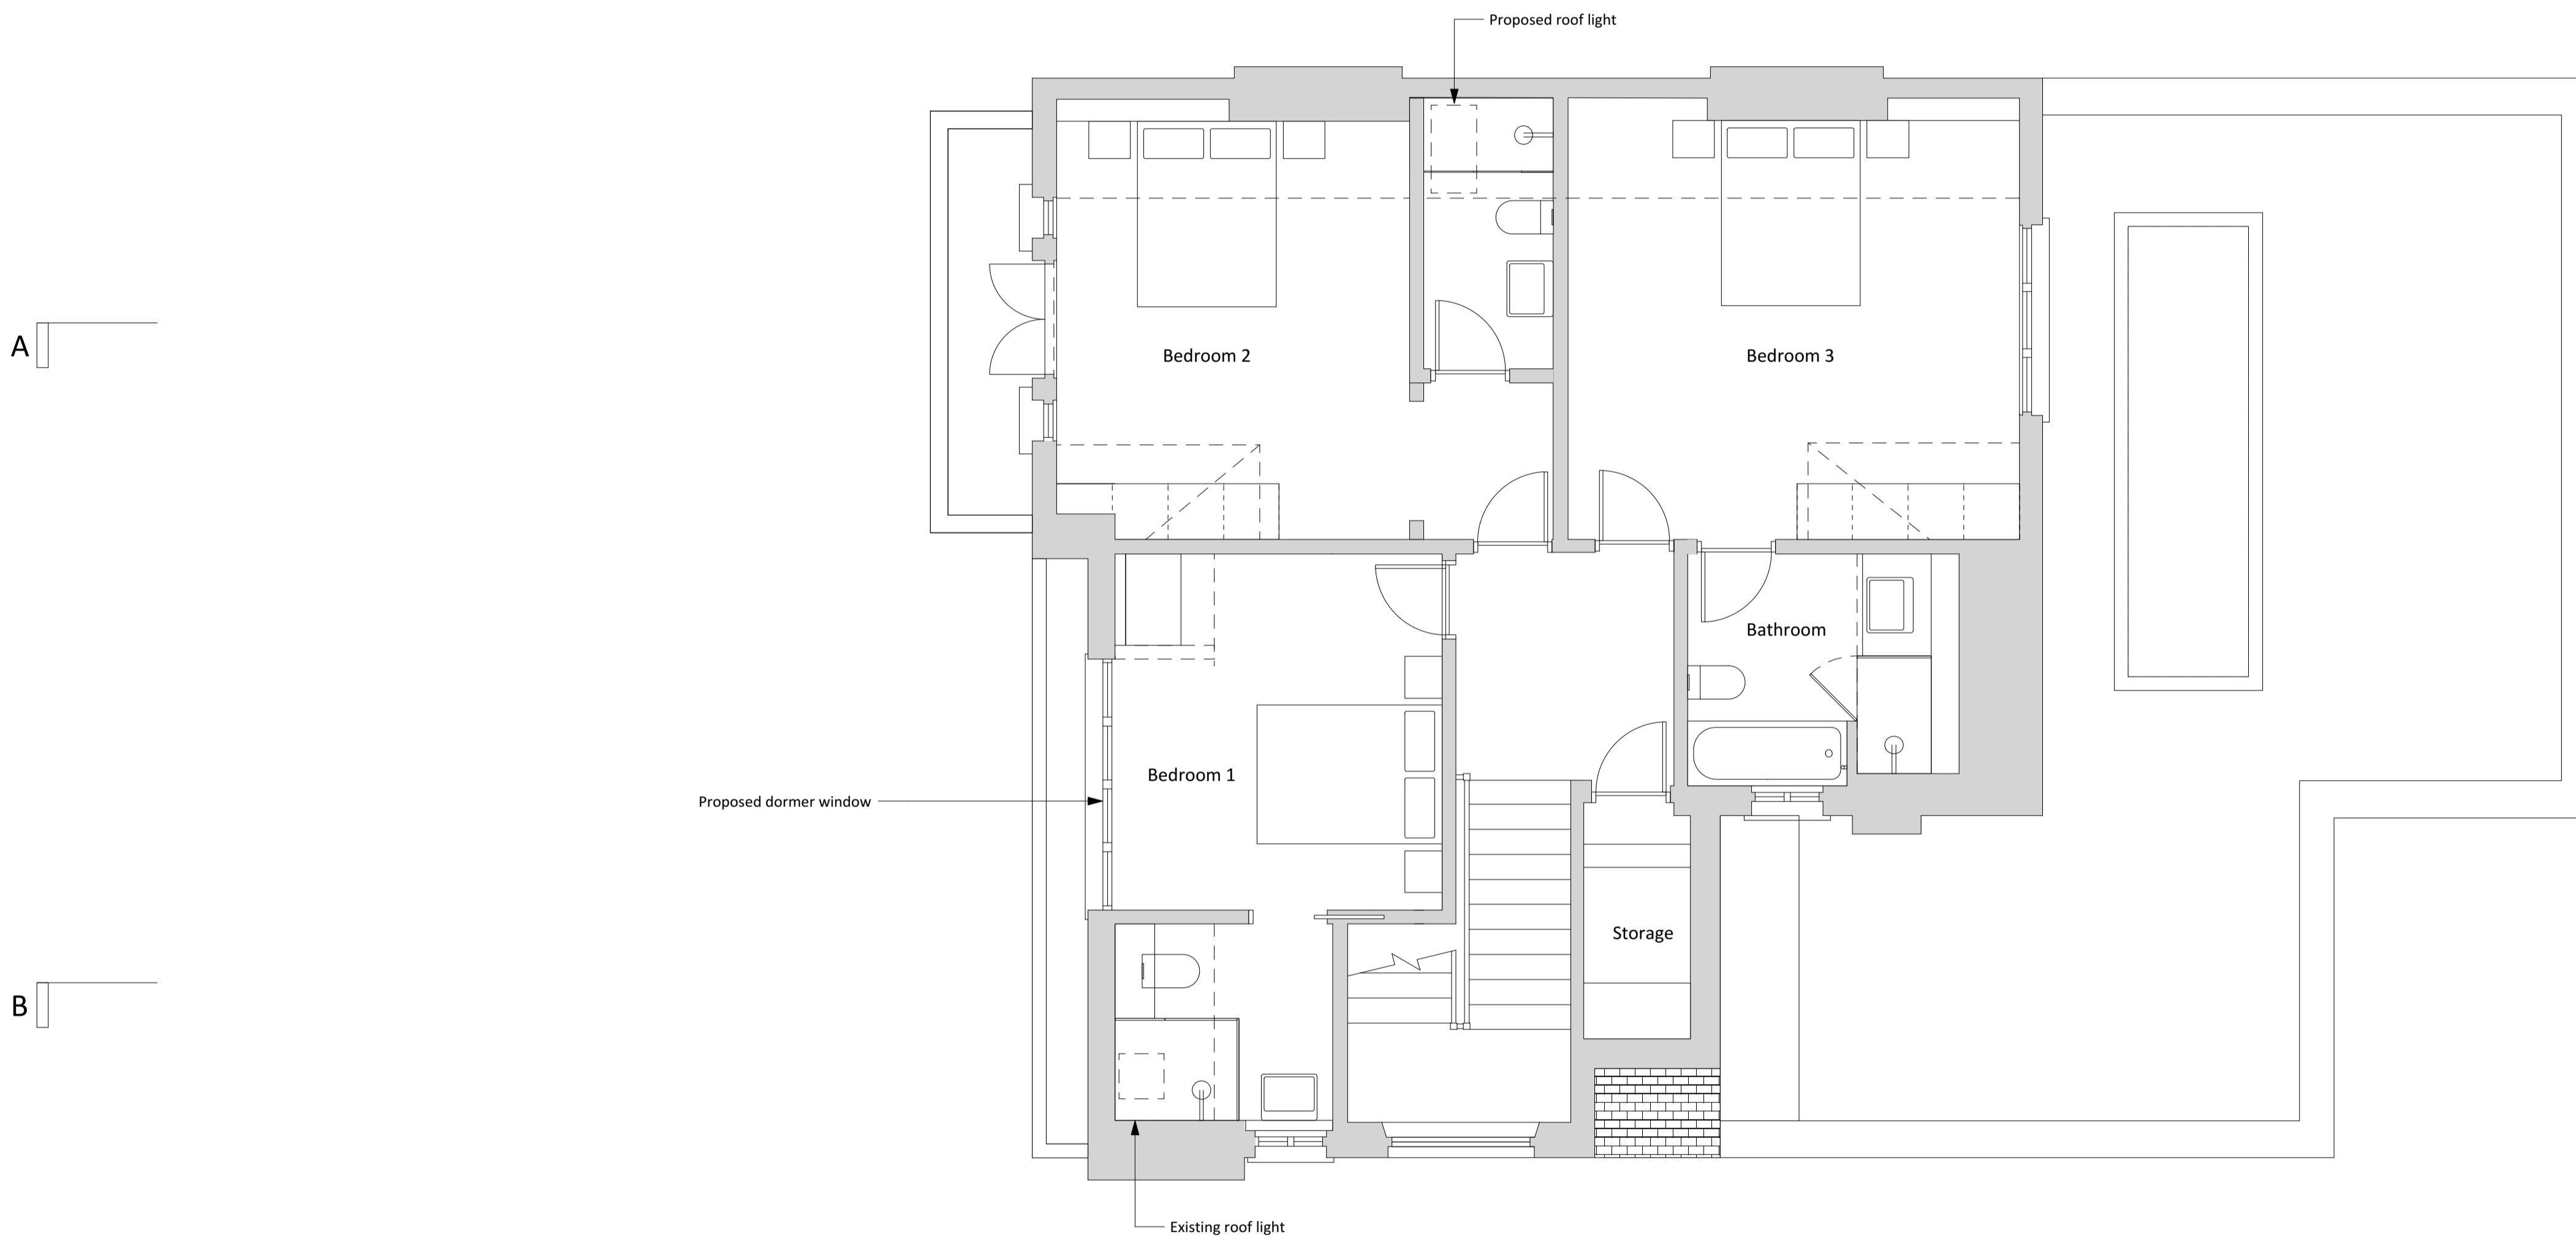 Proposed roof light
A
Bedroom 2
Bedroom 3
Bathroom
Bedroom 1
Proposed dormer window
Storage
B
Existing roof light